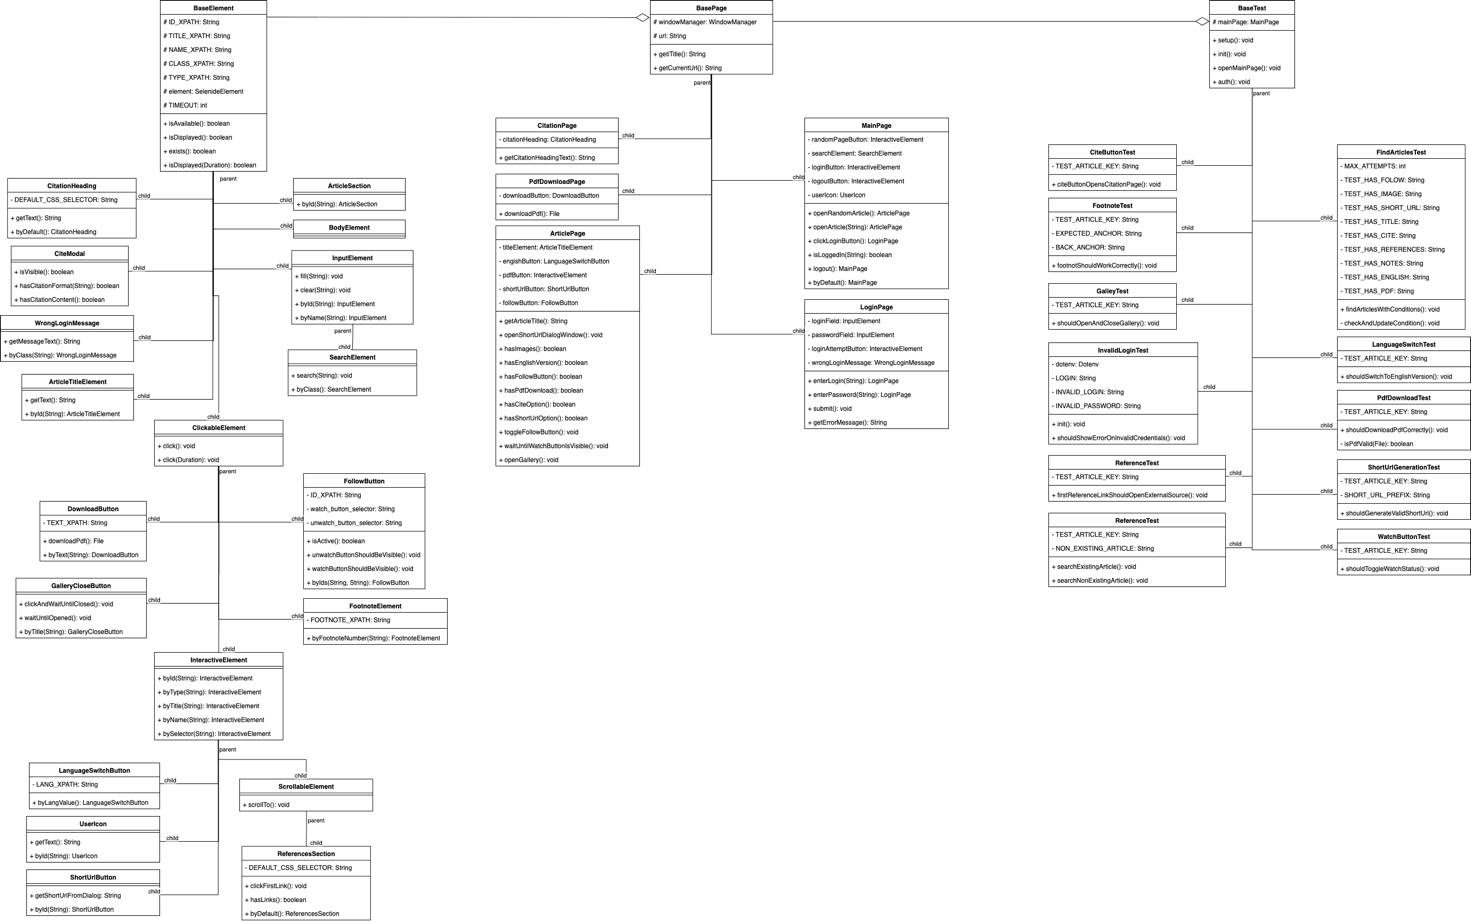 BaseElement
# ID_XPATH: String
# TITLE_XPATH: String
# NAME_XPATH: String
# CLASS_XPATH: String
# TYPE_XPATH: String
# element: SelenideElement
# TIMEOUT: int
+ isAvailable(): boolean
+ isDisplayed(): boolean
+ exists(): boolean
+ isDisplayed(Duration): boolean
parent
CitationHeading
- DEFAULT_CSS_SELECTOR: String
+ getText(): String
+ byDefault(): CitationHeading
child
CiteModal
+ isVisible(): boolean
+ hasCitationFormat(String): boolean
+ hasCitationContent(): boolean
child
WrongLoginMessage
+ getMessageText(): String
+ byClass(String): WrongLoginMessage
child
ArticleTitleElement
+ getText(): String
+ byId(String): ArticleTitleElement
child
ArticleSection
+ byId(String): ArticleSection
child
BodyElement
child
InputElement
+ fill(String): void
+ clear(String): void
+ byId(String): InputElement
+ byName(String): InputElement
child
parent
child
SearchElement
+ search(String): void
+ byClass(): SearchElement
child
ClickableElement
+ click(): void
+ click(Duration): void
parent
DownloadButton
- TEXT_XPATH: String
+ downloadPdf(): File
+ byText(String): DownloadButton
child
FollowButton
- ID_XPATH: String
- watch_button_selector: String
- unwatch_button_selector: String
+ isActive(): boolean
+ unwatchButtonShouldBeVisible(): void
+ watchButtonShouldBeVisible(): void
+ byIds(String, String): FollowButton
child
GalleryCloseButton
+ clickAndWaitUntilClosed(): void
+ waitUntilOpened(): void
+ byTitle(String): GalleryCloseButton
child
FootnoteElement
- FOOTNOTE_XPATH: String
+ byFootnoteNumber(String): FootnoteElement
child
child
InteractiveElement
+ byId(String): InteractiveElement
+ byType(String): InteractiveElement
+ byTitle(String): InteractiveElement
+ byName(String): InteractiveElement
+ bySelector(String): InteractiveElement
parent
LanguageSwitchButton
- LANG_XPATH: String
+ byLangValue(): LanguageSwitchButton
child
UserIcon
+ getText(): String
+ byId(String): UserIcon
child
ShortUrlButton
+ getShortUrlFromDialog: String
+ byId(String): ShortUrlButton
child
child
ScrollableElement
+ scrollTo(): void
parent
child
ReferencesSection
- DEFAULT_CSS_SELECTOR: String
+ clickFirstLink(): void
+ hasLinks(): boolean
+ byDefault(): ReferencesSection
BasePage
# windowManager: WindowManager
# url: String
+ getiTitle(): String
+ getCurrentUrl(): String
parent
CitationPage
- citationHeading: CitationHeading
+ getCitationHeadingText(): String
child
PdfDownloadPage
- downloadButton: DownloadButton
+ downloadPdf(): File
child
ArticlePage
- titleElement: ArticleTitleElement
- engishButton: LanguageSwitchButton
- pdfButton: InteractiveElement
- shortUrlButton: ShortUrlButton
- followButton: FollowButton
+ getArticleTitle(): String
+ openShortUrlDialogWindow(): void
+ hasImages(): boolean
+ hasEnglishVersion(): boolean
+ hasFollowButton(): boolean
+ hasPdfDownload(): boolean
+ hasCiteOption(): boolean
+ hasShortUrlOption(): boolean
+ toggleFollowButton(): void
+ waitUntilWatchButtonIsVisible(): void
+ openGallery(): void
child
MainPage
- randomPageButton: InteractiveElement
- searchElement: SearchElement
- loginButton: InteractiveElement
- logoutButton: InteractiveElement
- userIcon: UserIcon
+ openRandomArticle(): ArticlePage
+ openArticle(String): ArticlePage
+ clickLoginButton(): LoginPage
+ isLoggedIn(String): boolean
+ logout(): MainPage
+ byDefault(): MainPage
child
LoginPage
- loginField: InputElement
- passwordField: InputElement
- loginAttemptButton: InteractiveElement
- wrongLoginMessage: WrongLoginMessage
+ enterLogin(String): LoginPage
+ enterPassword(String): LoginPage
+ submit(): void
+ getErrorMessage(): String
child
BaseTest
# mainPage: MainPage
+ setup(): void
+ init(): void
+ openMainPage(): void
+ auth(): void
parent
CiteButtonTest
- TEST_ARTICLE_KEY: String
+ citeButtonOpensCitationPage(): void
child
FootnoteTest
- TEST_ARTICLE_KEY: String
- EXPECTED_ANCHOR: String
- BACK_ANCHOR: String
+ footnotShouldWorkCorrectly(): void
child
GalleyTest
- TEST_ARTICLE_KEY: String
+ shouldOpenAndCloseGallery(): void
child
InvalidLoginTest
- dotenv: Dotenv
- LOGIN: String
- INVALID_LOGIN: String
- INVALID_PASSWORD: String
+ init(): void
+ shouldShowErrorOnInvalidCredentials(): void
child
ReferenceTest
- TEST_ARTICLE_KEY: String
+ firstReferenceLinkShouldOpenExternalSource(): void
child
ReferenceTest
- TEST_ARTICLE_KEY: String
- NON_EXISTING_ARTICLE: String
+ searchExistingArticle(): void
+ searchNonExistingArticle(): void
child
FindArticlesTest
- MAX_ATTEMPTS: int
- TEST_HAS_FOLOW: String
- TEST_HAS_IMAGE: String
- TEST_HAS_SHORT_URL: String
- TEST_HAS_TITLE: String
- TEST_HAS_CITE: String
- TEST_HAS_REFERENCES: String
- TEST_HAS_NOTES: String
- TEST_HAS_ENGLISH: String
- TEST_HAS_PDF: String
+ findArticlesWithConditions(): void
- checkAndUpdateCondition(): void
child
LanguageSwitchTest
- TEST_ARTICLE_KEY: String
+ shouldSwitchToEnglishVersion(): void
child
PdfDownloadTest
- TEST_ARTICLE_KEY: String
+ shouldDownloadPdfCorrectly(): void
- isPdfValid(File): boolean
child
ShortUrlGenerationTest
- TEST_ARTICLE_KEY: String
- SHORT_URL_PREFIX: String
+ shouldGenerateValidShortUrl(): void
child
WatchButtonTest
- TEST_ARTICLE_KEY: String
+ shouldToggleWatchStatus(): void
child